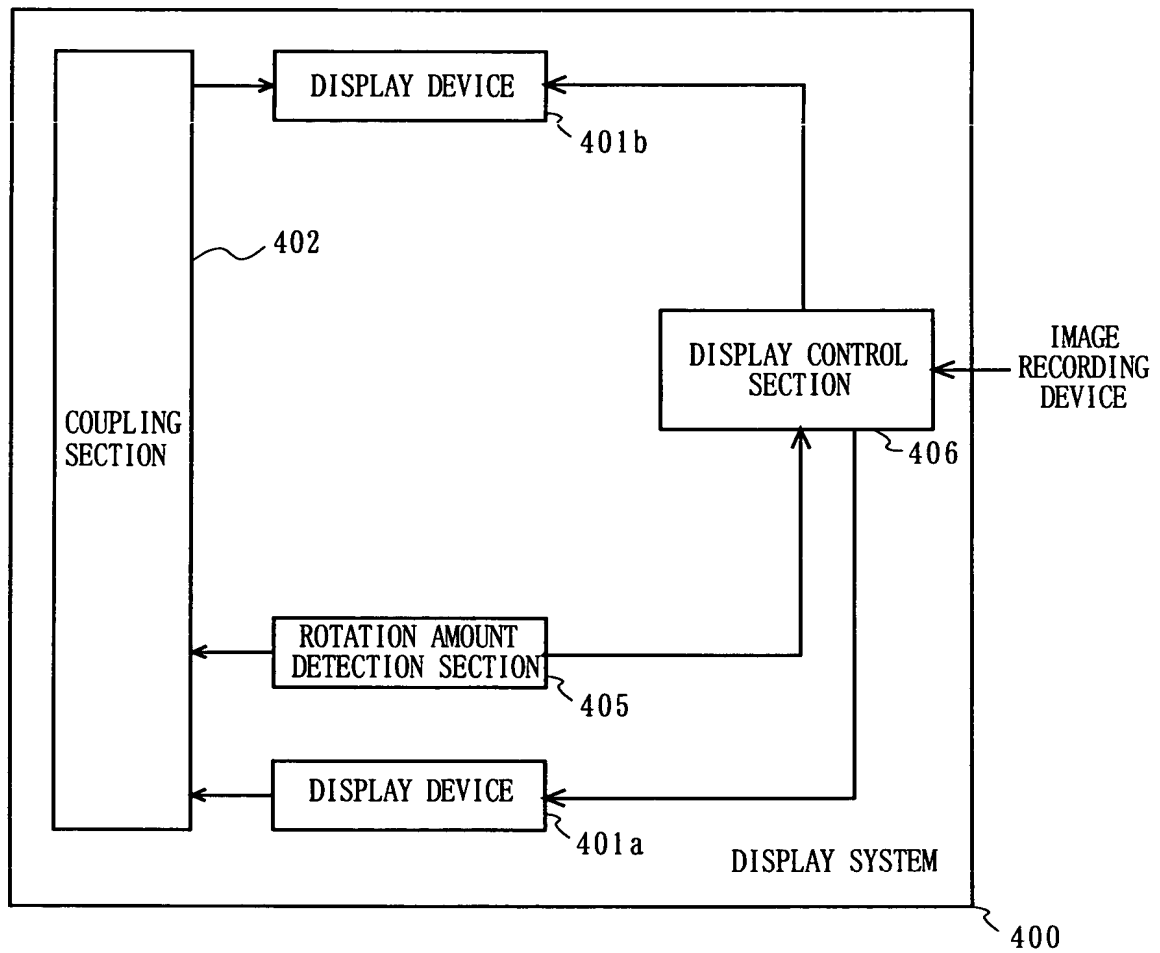 DISPLAY DEVICE
401b
402
COUPLING
SECTION
DISPLAY CONTROL
SECTION
406
IMAGE
RECORDING
DEVICE
ROTATION AMOUNT
DETECTION SECTION
405
DISPLAY DEVICE
401a
DISPLAY SYSTEM
400